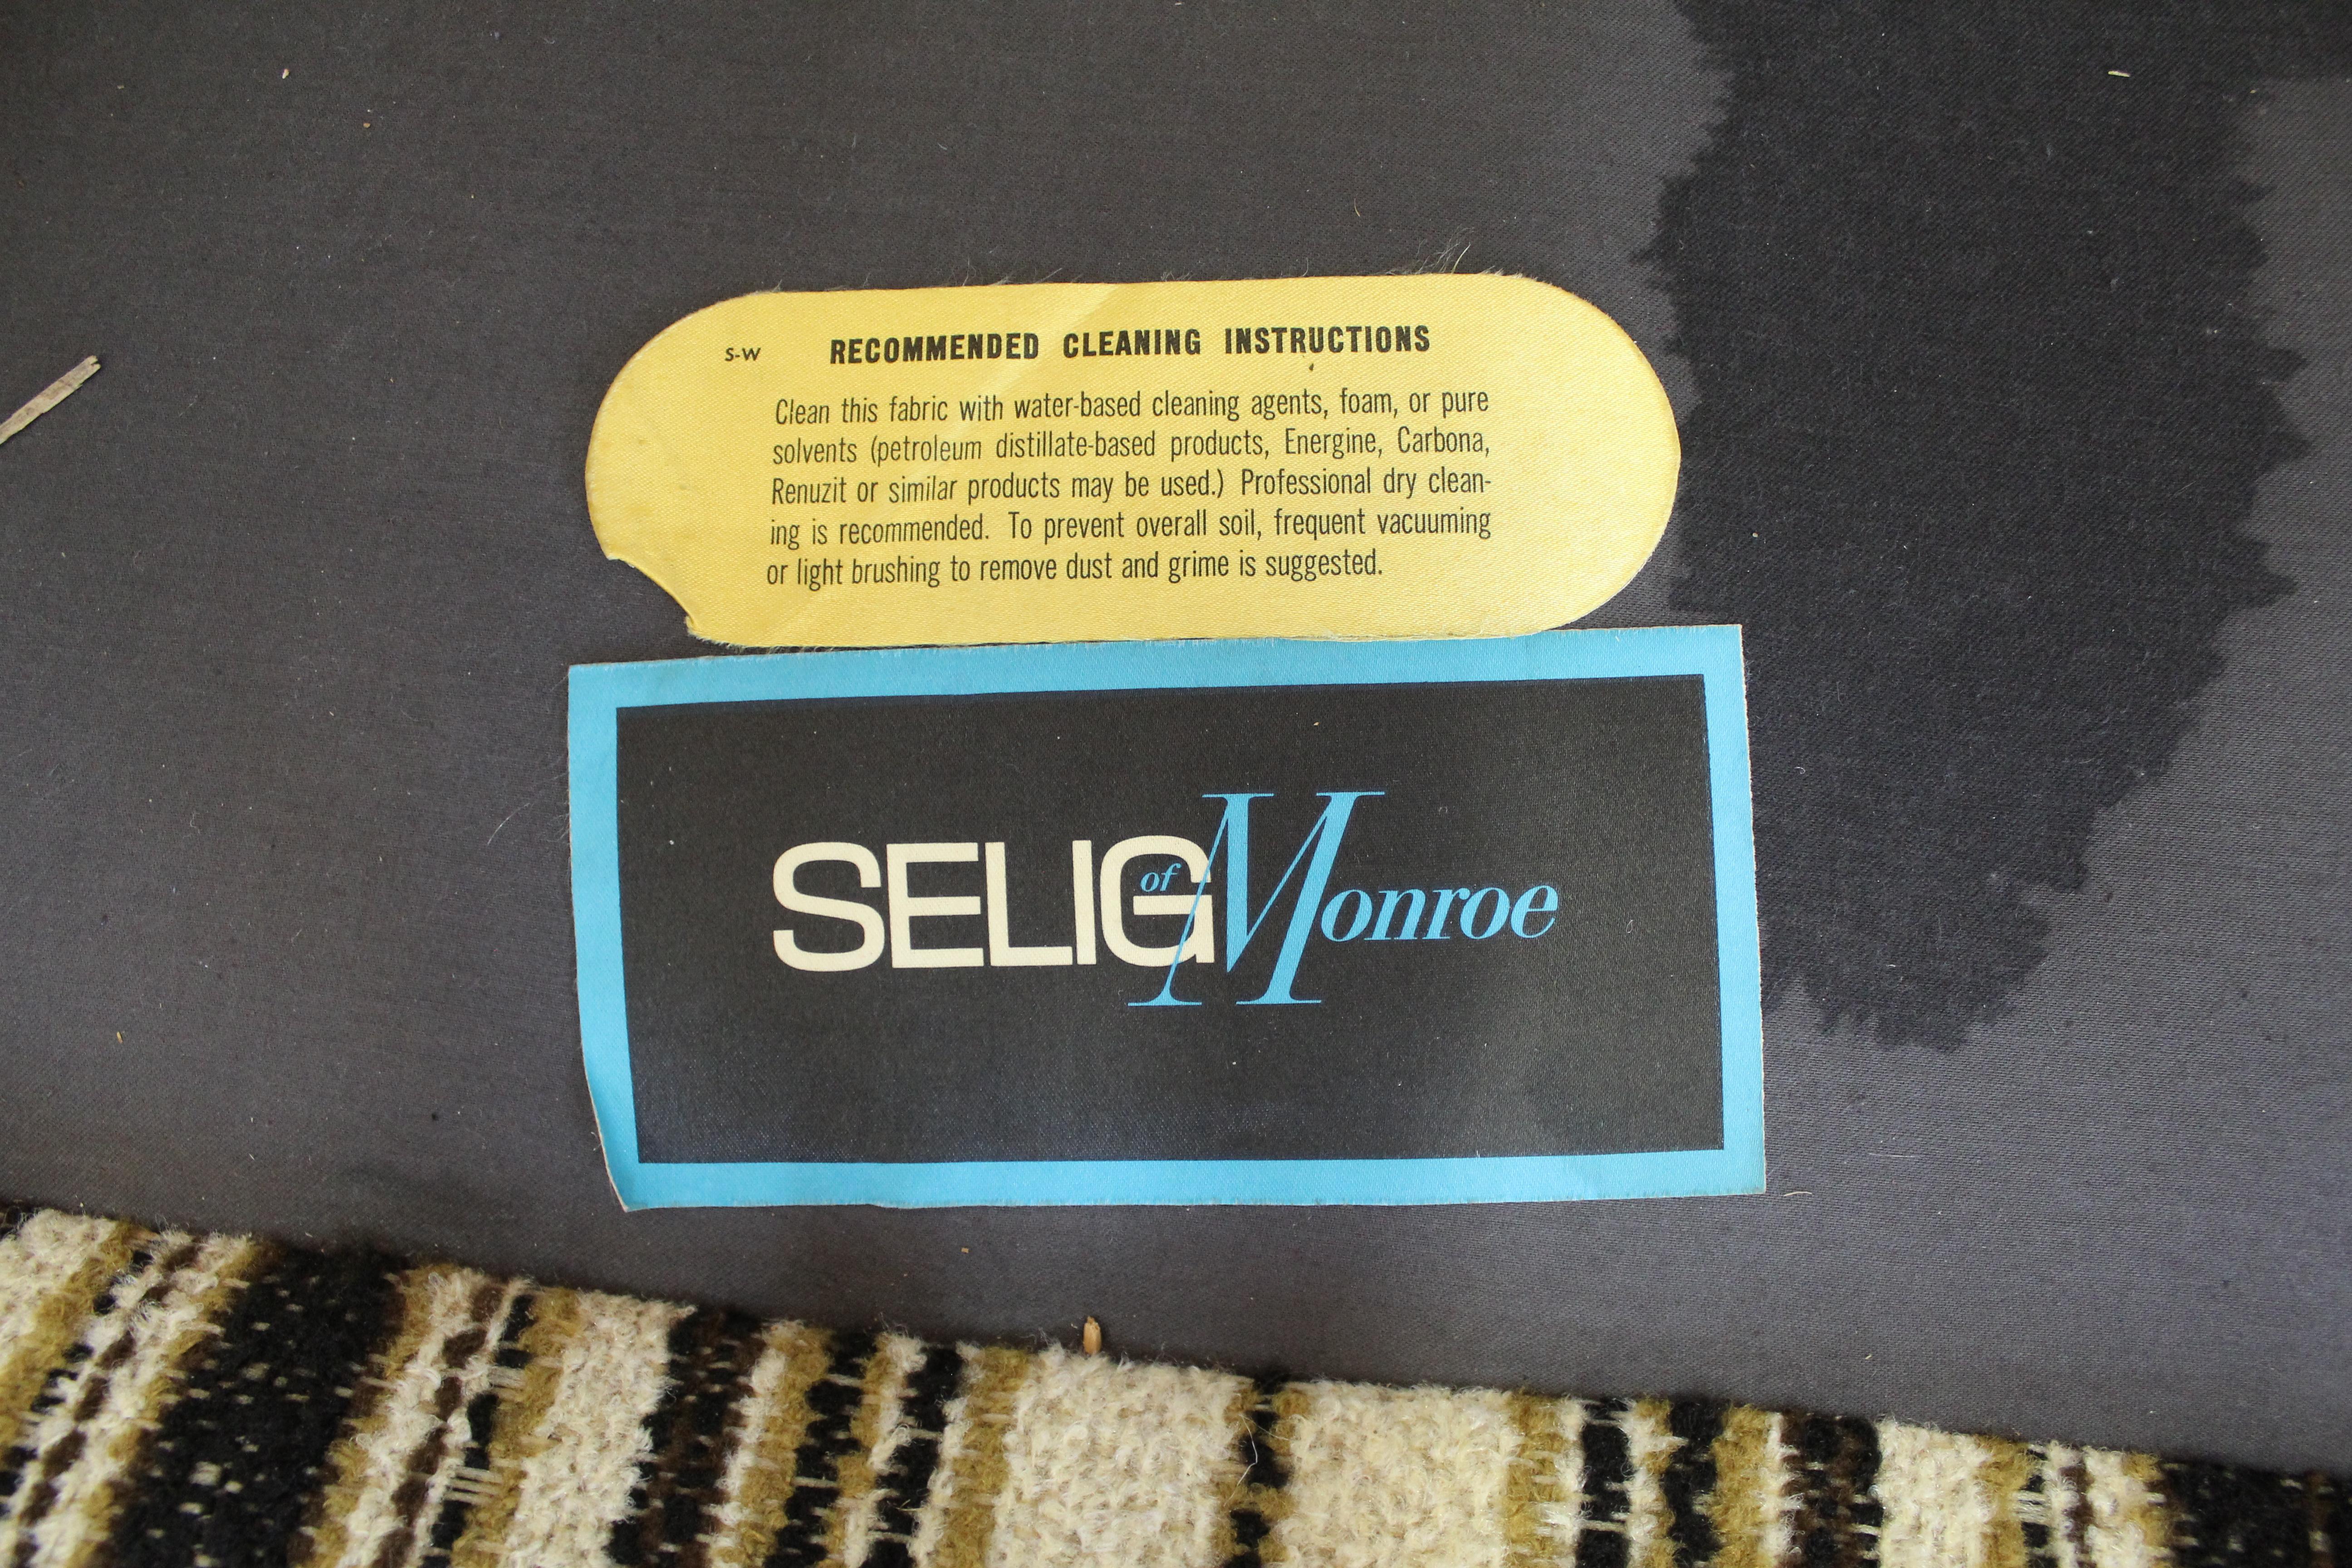 S-W RECOMMENDED CLEANING INSTRUCTIONS
Clean this fabric with water-based cleaning agents, foam, or pure
solvents (petroleum distillate-based products, Energine, Carbona,
Renuzit or similar products may be used.) Professional dry clean-
ing is recommended. To prevent overall soil, frequent vacuuming
or light brushing to remove dust and grime is suggested.
SELIG of Monroe